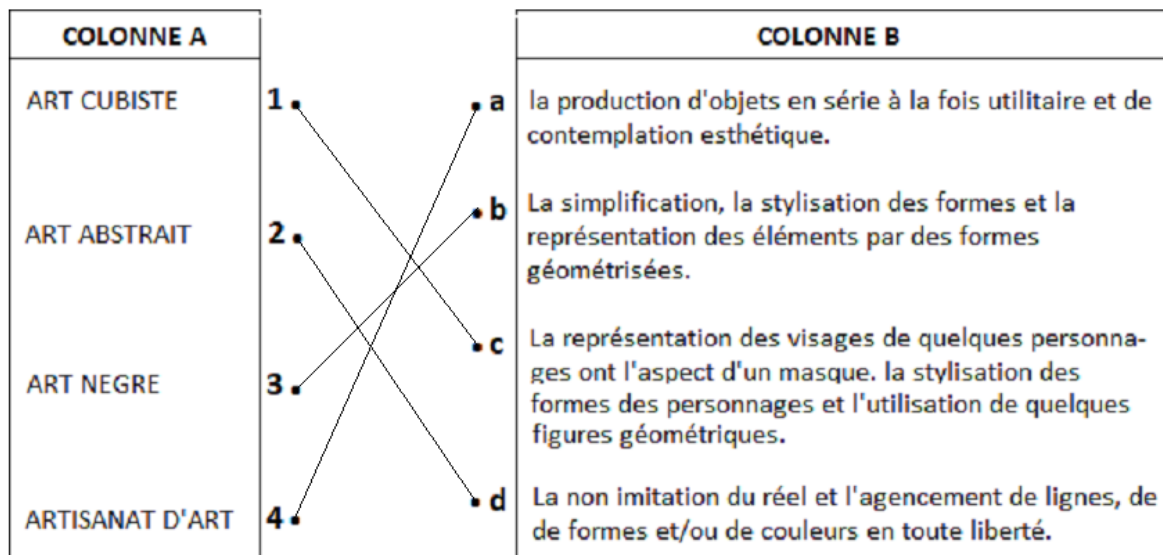 COLONNE A
COLONNE B
ART CUBISTE 1
a la production d'objets en série à la fois utilitaire et de
contemplation esthétique.
ART ABSTRAIT 2
b La simplification, la stylisation des formes et la
représentation des éléments par des formes
géométrisées.
ART NEGRE 3
c La représentation des visages de quelques personna-
ges ont l'aspect d'un masque. la stylisation des
formes des personnages et l'utilisation de quelques
figures géométriques.
ARTISANAT D'ART 4
d La non imitation du réel et l'agencement de lignes, de
de formes et/ou de couleurs en toute liberté.